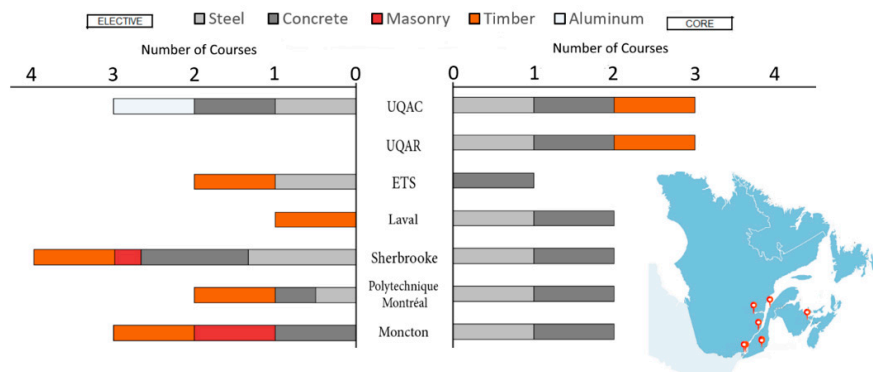 ELECTIVE Steel Concrete Masonry Timber Aluminum CORE
Number of Courses Number of Courses
4 3 2 1 0 0 1 2 3 4
UQAC
UQAR
ETS
Laval
Sherbrooke
Polytechnique
Montréal
Moncton